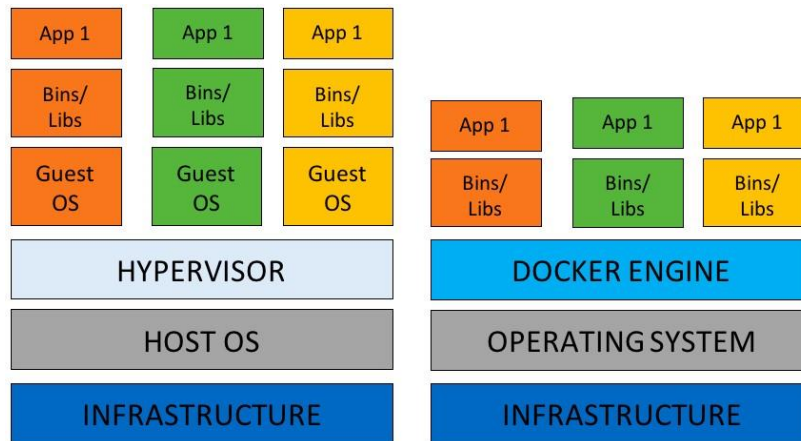 App 1
App 1
App 1
Bins/
Libs
Bins/
Libs
Bins/
Libs
Guest
OS
Guest
OS
Guest
OS
HYPERVISOR
HOST OS
INFRASTRUCTURE
App 1
App 1
App 1
Bins/
Libs
Bins/
Libs
Bins/
Libs
DOCKER ENGINE
OPERATING SYSTEM
INFRASTRUCTURE